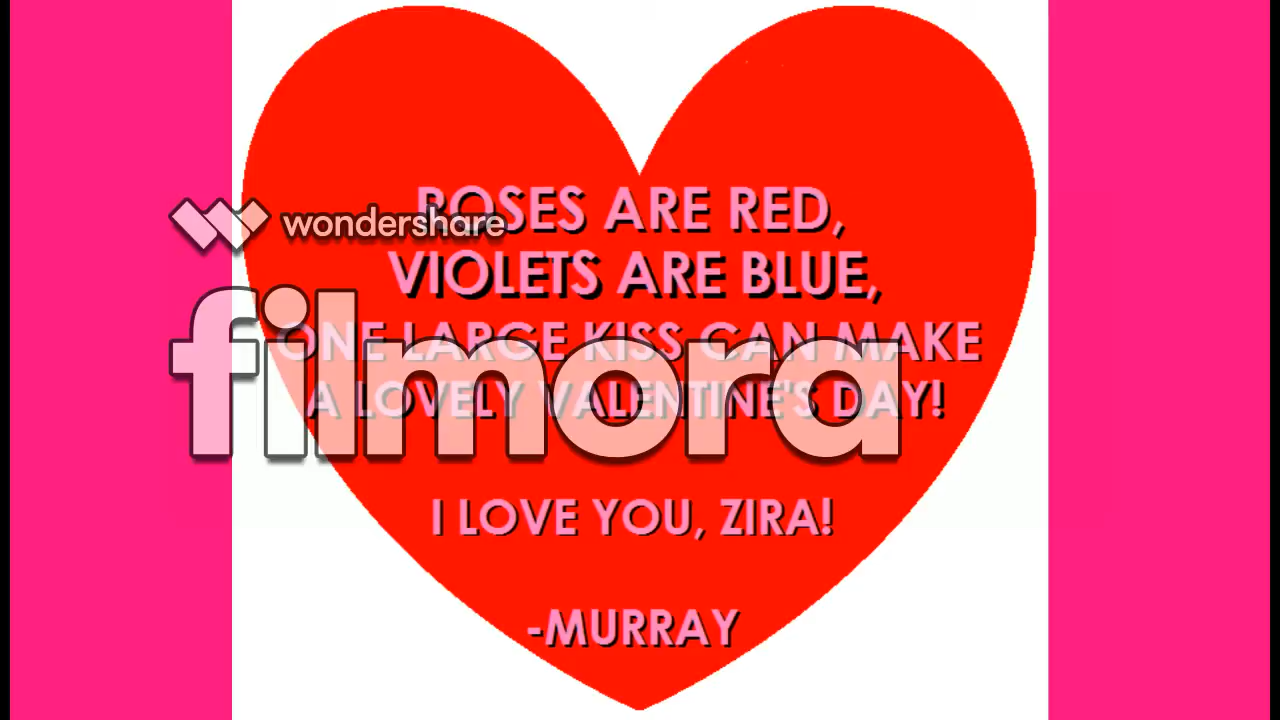 ROSES ARE RED,
wondershare
VIOLETS ARE BLUE,
filmora
ONE LARGE KISS CAN MAKE
A LOVELY VALENTINE'S DAY!
I LOVE YOU, ZIRA!
-MURRAY